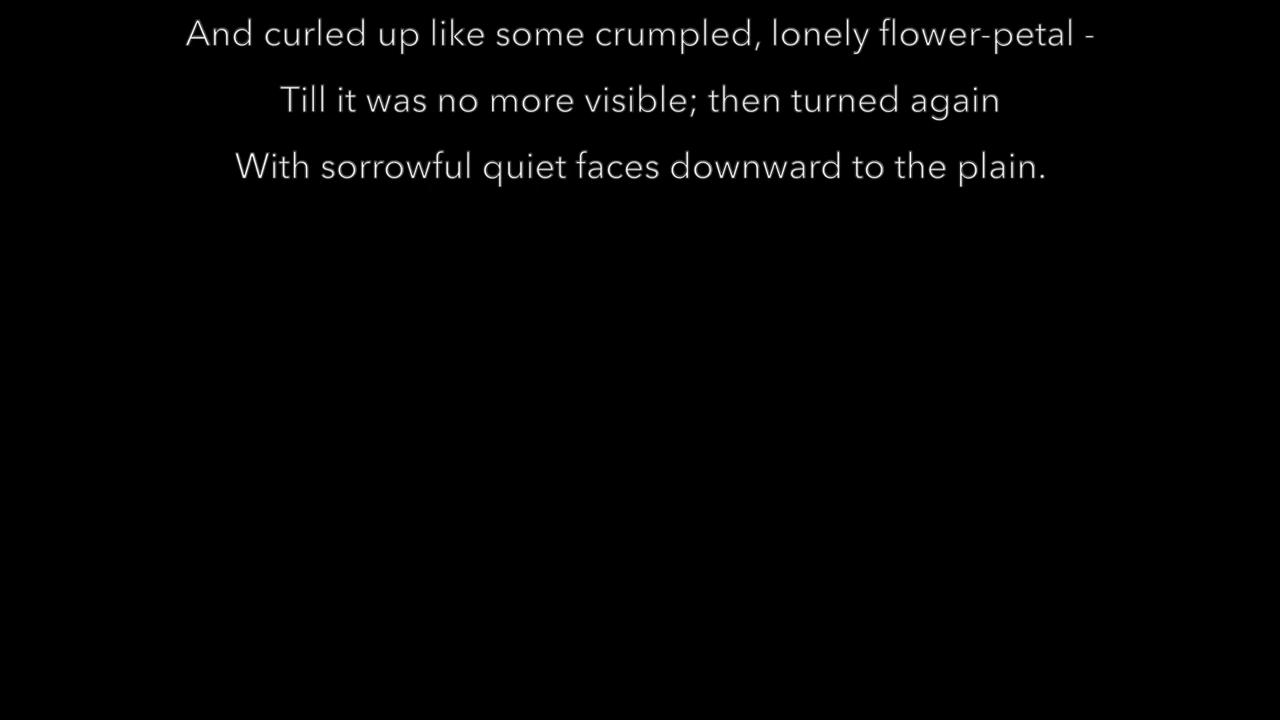 And curled up like some crumpled, lonely flower-petal -
Till it was no more visible; then turned again
With sorrowful quiet faces downward to the plain.